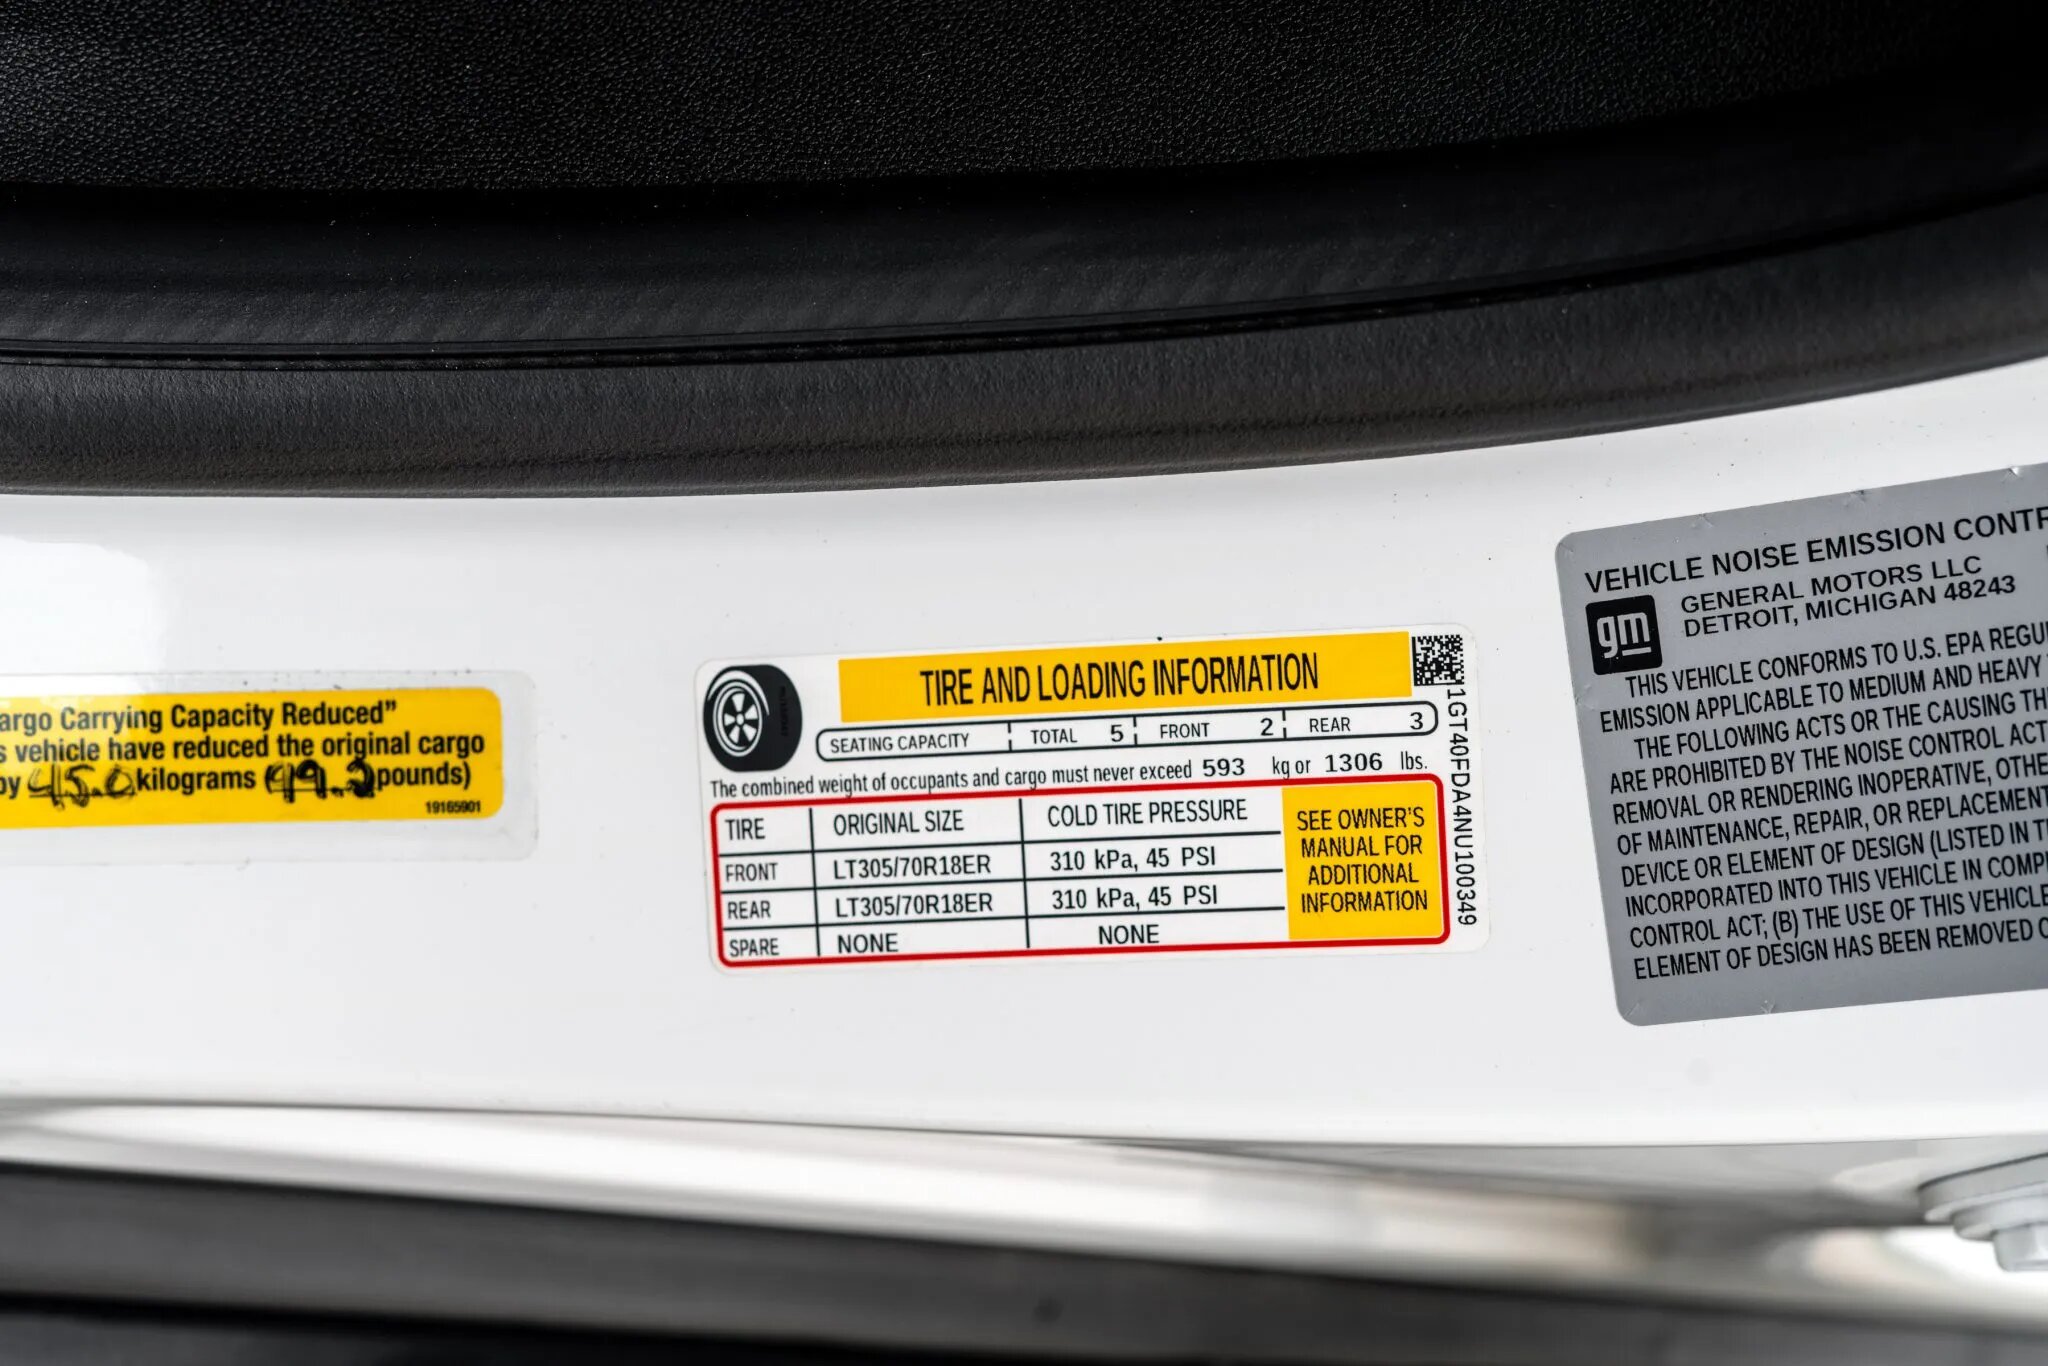 argo Carrying Capacity Reduced"
s vehicle have reduced the original cargo
by 45.0 kilograms (99.2 pounds)
19165901
TIRE AND LOADING INFORMATION
SEATING CAPACITY TOTAL 5 FRONT 2 REAR 3
The combined weight of occupants and cargo must never exceed 593 kg or 1306 lbs.
TIRE ORIGINAL SIZE COLD TIRE PRESSURE
FRONT LT305/70R18ER 310 kPa, 45 PSI
REAR LT305/70R18ER 310 kPa, 45 PSI
SPARE NONE NONE
SEE OWNER'S
MANUAL FOR
ADDITIONAL
INFORMATION
1GT40FDA4NU100349
VEHICLE NOISE EMISSION CONTR
gm
GENERAL MOTORS LLC
DETROIT, MICHIGAN 48243
THIS VEHICLE CONFORMS TO U.S. EPA REGU
EMISSION APPLICABLE TO MEDIUM AND HEAVY
THE FOLLOWING ACTS OR THE CAUSING TH
ARE PROHIBITED BY THE NOISE CONTROL ACT
REMOVAL OR RENDERING INOPERATIVE, OTHE
OF MAINTENANCE, REPAIR, OR REPLACEMENT
DEVICE OR ELEMENT OF DESIGN (LISTED IN T
INCORPORATED INTO THIS VEHICLE IN COMP
CONTROL ACT; (B) THE USE OF THIS VEHICLE
ELEMENT OF DESIGN HAS BEEN REMOVED O